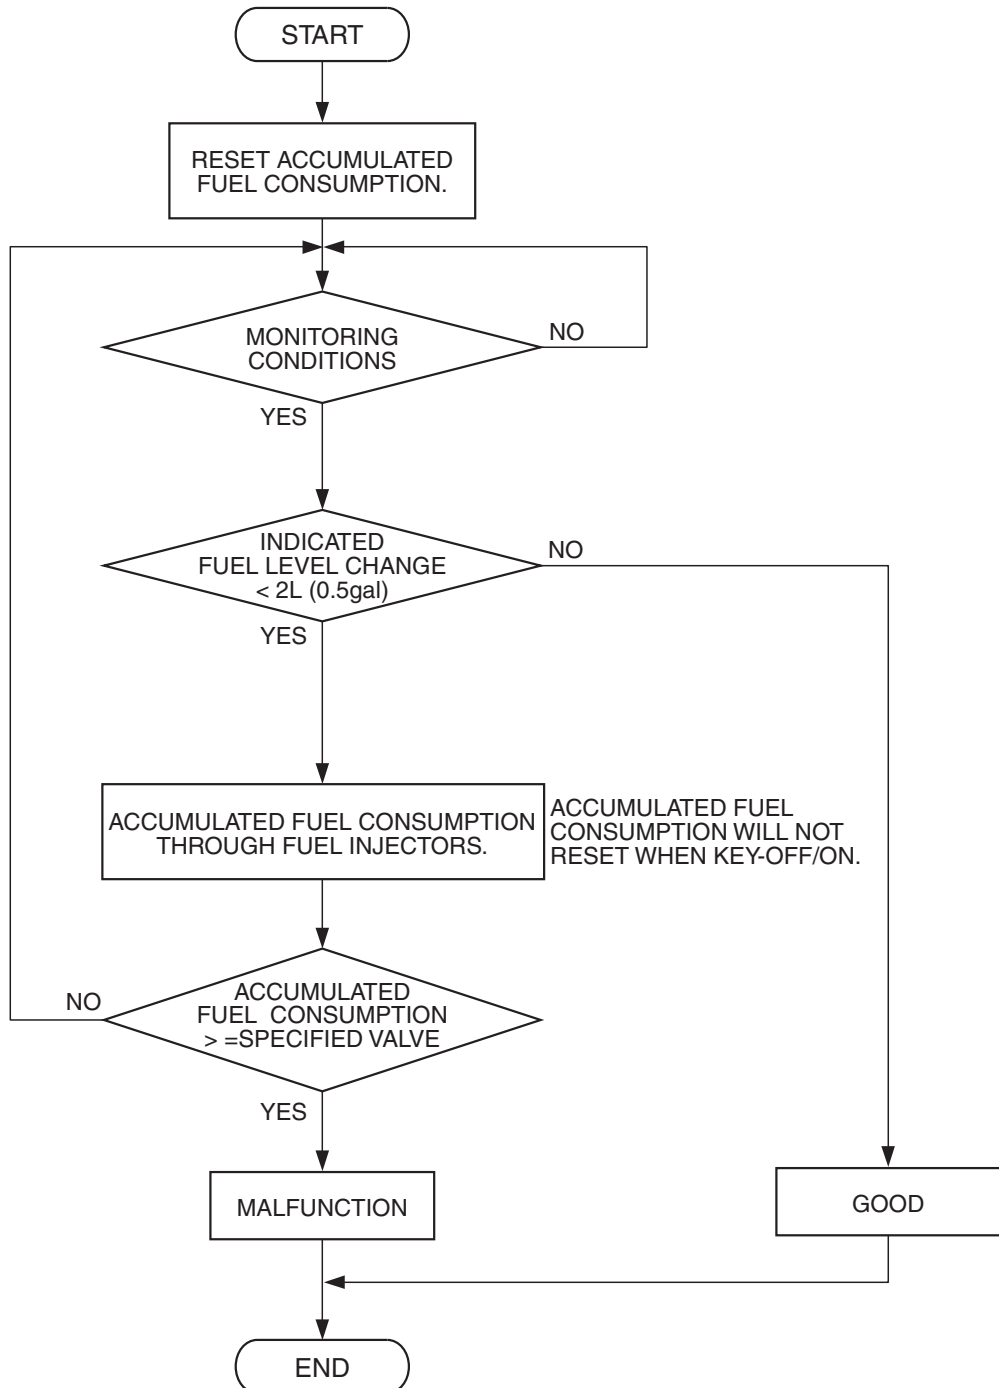 START
RESET ACCUMULATED
FUEL CONSUMPTION.
MONITORING
CONDITIONS
NO
YES
INDICATED
FUEL LEVEL CHANGE
< 2L (0.5gal)
NO
YES
ACCUMULATED FUEL CONSUMPTION
THROUGH FUEL INJECTORS.
ACCUMULATED FUEL
CONSUMPTION WILL NOT
RESET WHEN KEY-OFF/ON.
ACCUMULATED
FUEL CONSUMPTION
> =SPECIFIED VALVE
NO
YES
MALFUNCTION
GOOD
END